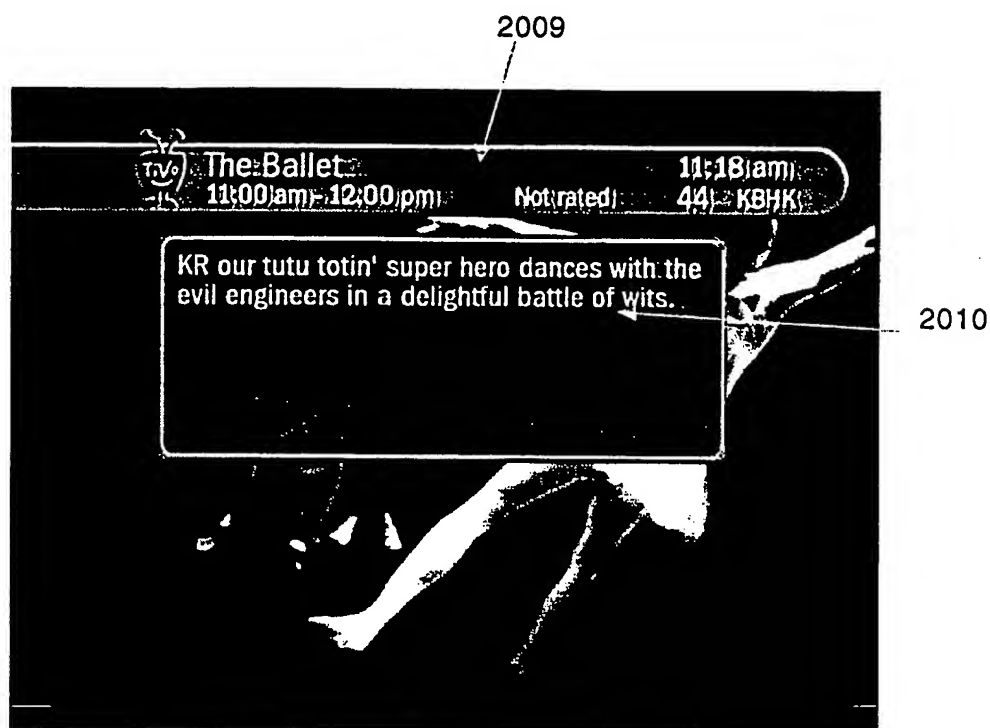 2009
TiVo
The Ballet
11:18 am
11:00 am - 12:00 pm
Not rated
44 - KBHK
KR our tutu totin' super hero dances with the
evil engineers in a delightful battle of wits.
2010